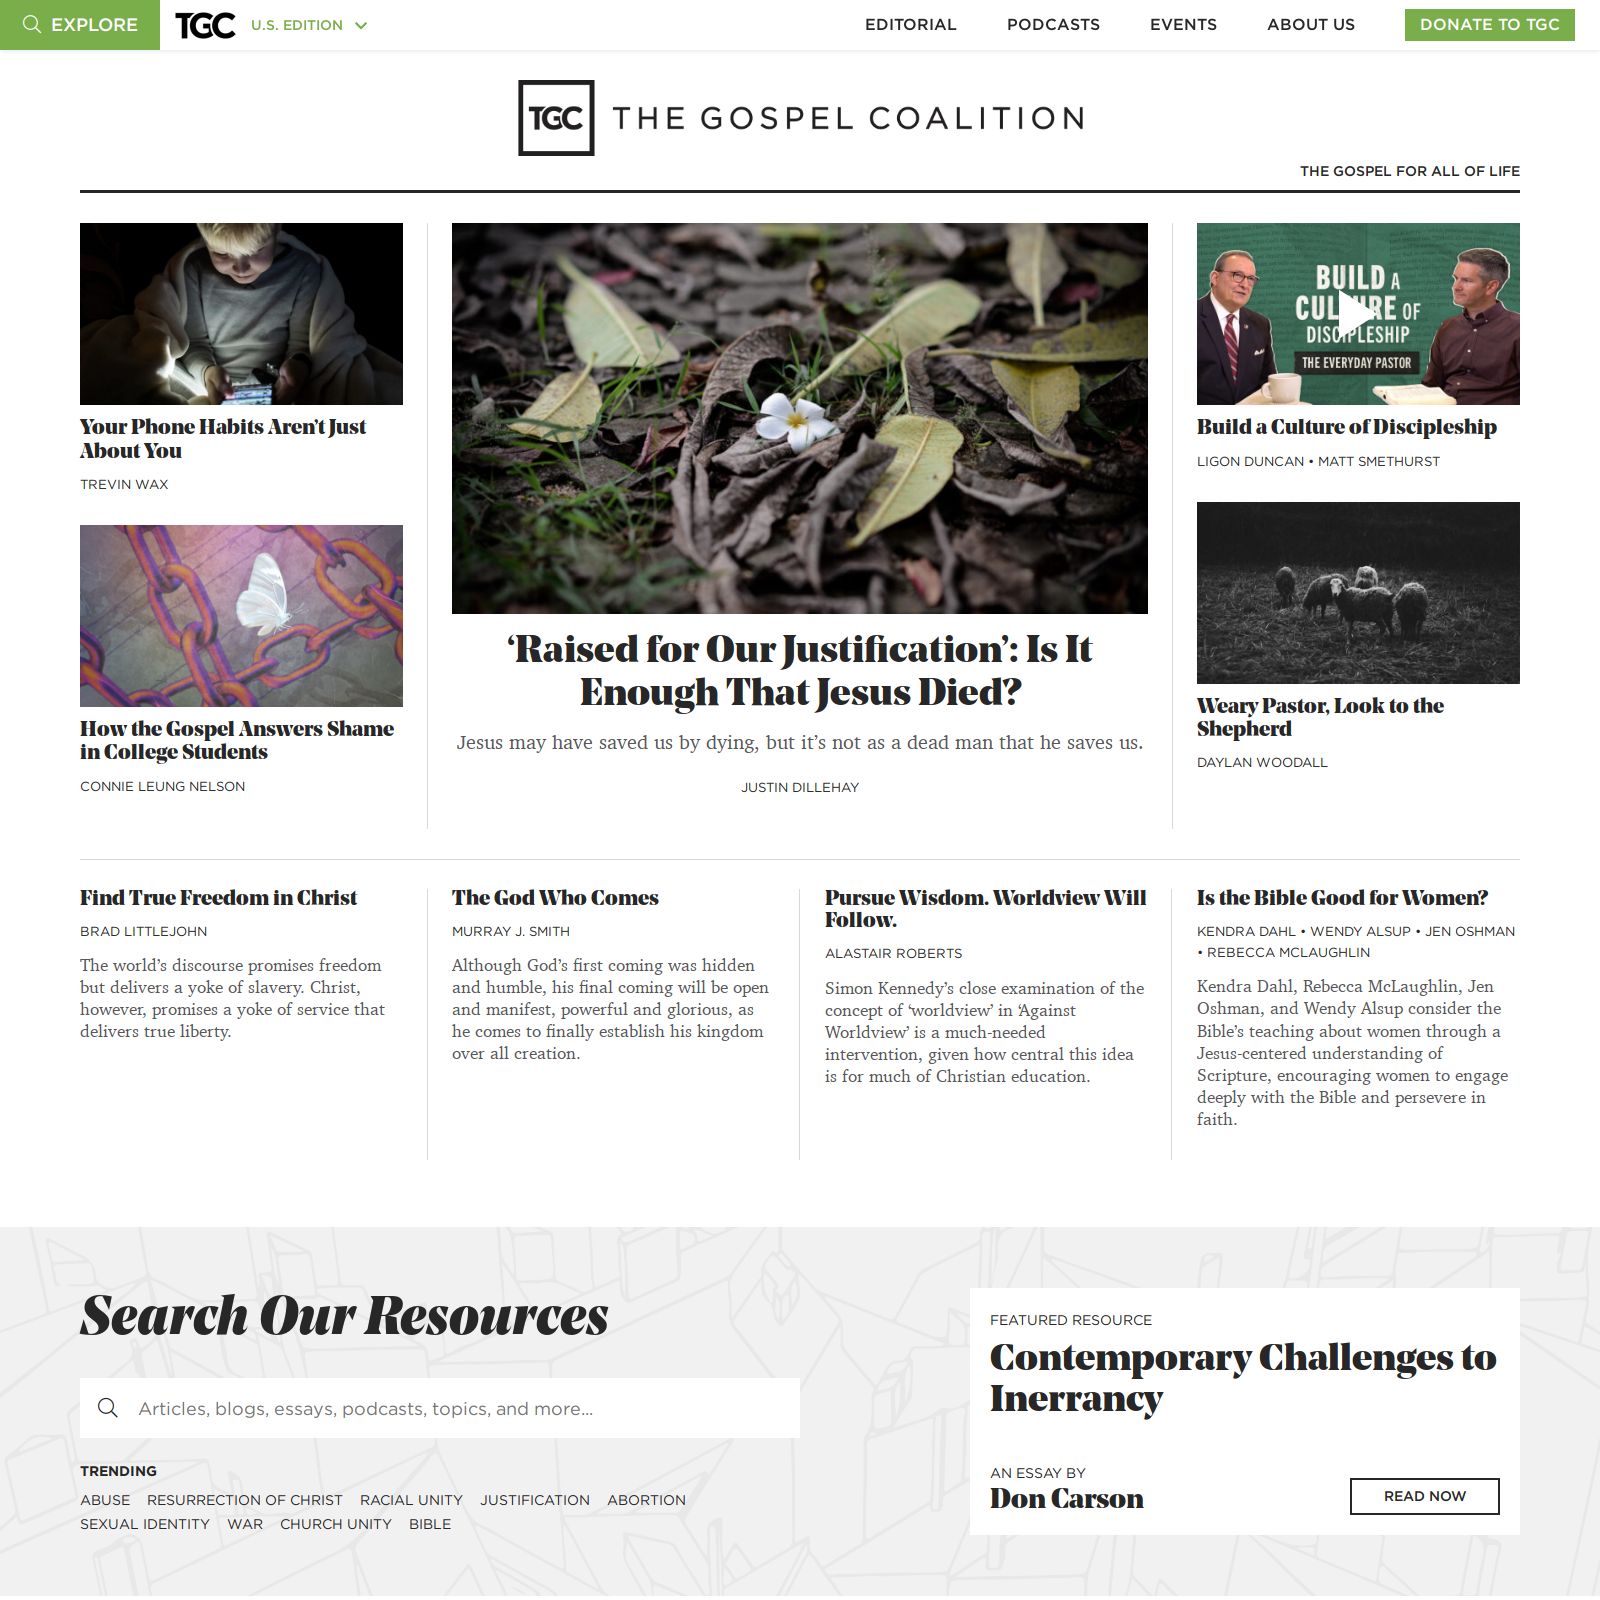 EXPLORE
TGC
U.S. EDITION
EDITORIAL
PODCASTS
EVENTS
ABOUT US
DONATE TO TGC
TGC THE GOSPEL COALITION
THE GOSPEL FOR ALL OF LIFE
Your Phone Habits Aren’t Just
About You
TREVIN WAX
How the Gospel Answers Shame
in College Students
CONNIE LEUNG NELSON
‘Raised for Our Justification’: Is It
Enough That Jesus Died?
Jesus may have saved us by dying, but it’s not as a dead man that he saves us.
JUSTIN DILLEHAY
BUILD A
CULTURE OF
DISCIPLESHIP
THE EVERYDAY PASTOR
Build a Culture of Discipleship
LIGON DUNCAN • MATT SMETHURST
Weary Pastor, Look to the
Shepherd
DAYLAN WOODALL
Find True Freedom in Christ
BRAD LITTLEJOHN
The world’s discourse promises freedom
but delivers a yoke of slavery. Christ,
however, promises a yoke of service that
delivers true liberty.
The God Who Comes
MURRAY J. SMITH
Although God’s first coming was hidden
and humble, his final coming will be open
and manifest, powerful and glorious, as
he comes to finally establish his kingdom
over all creation.
Pursue Wisdom. Worldview Will
Follow.
ALASTAIR ROBERTS
Simon Kennedy’s close examination of the
concept of ‘worldview’ in ‘Against
Worldview’ is a much-needed
intervention, given how central this idea
is for much of Christian education.
Is the Bible Good for Women?
KENDRA DAHL • WENDY ALSUP • JEN OSHMAN
• REBECCA MCLAUGHLIN
Kendra Dahl, Rebecca McLaughlin, Jen
Oshman, and Wendy Alsup consider the
Bible’s teaching about women through a
Jesus-centered understanding of
Scripture, encouraging women to engage
deeply with the Bible and persevere in
faith.
Search Our Resources
Articles, blogs, essays, podcasts, topics, and more...
TRENDING
ABUSE RESURRECTION OF CHRIST RACIAL UNITY JUSTIFICATION ABORTION
SEXUAL IDENTITY WAR CHURCH UNITY BIBLE
FEATURED RESOURCE
Contemporary Challenges to
Inerrancy
AN ESSAY BY
Don Carson
READ NOW